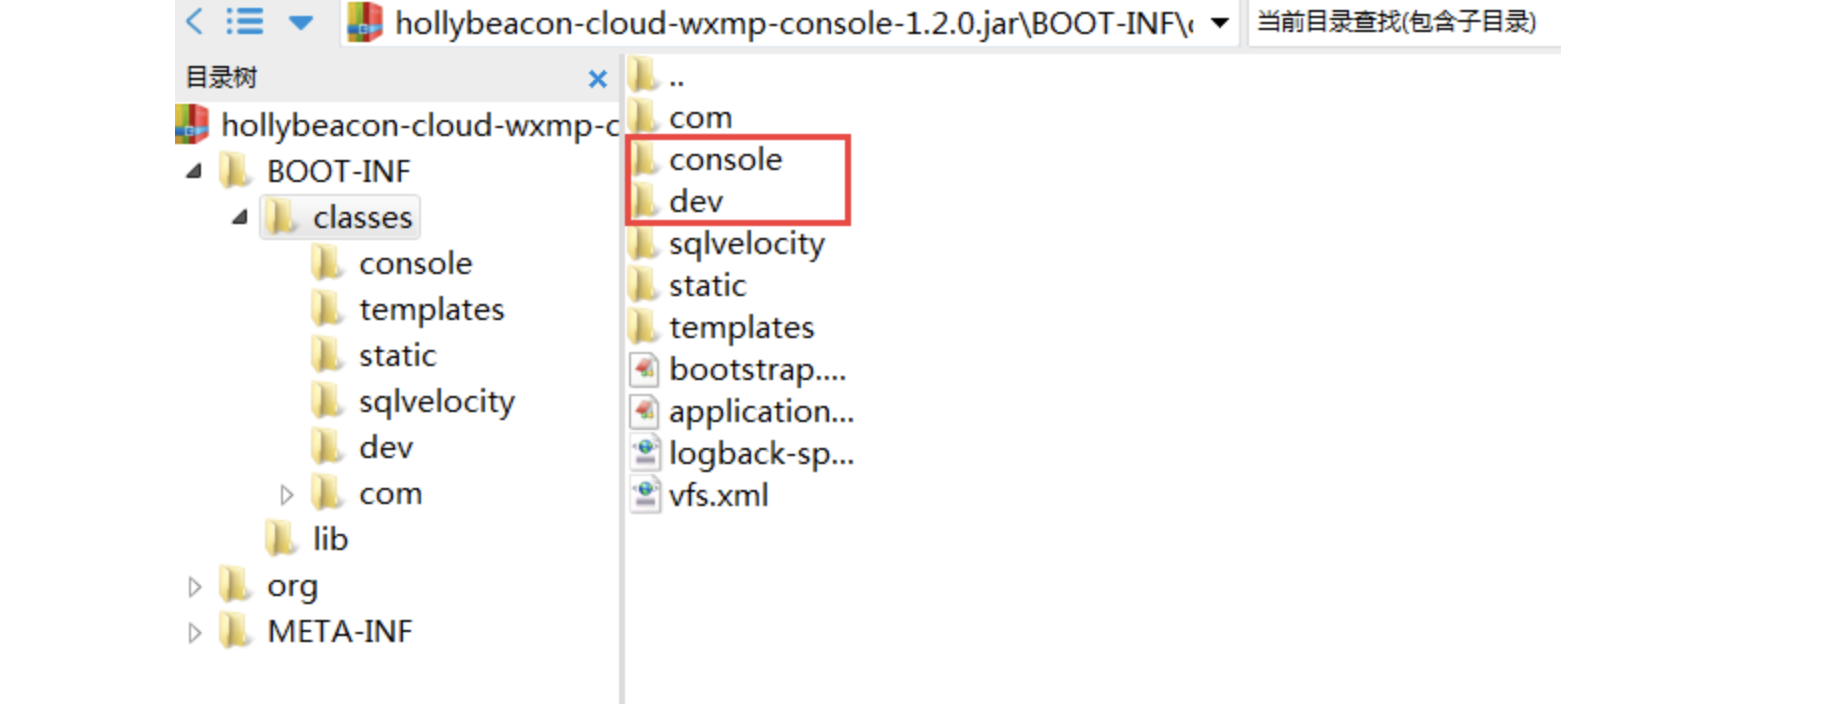 hollybeacon-cloud-wxmp-console-1.2.0.jar\BOOT-INF\
当前目录查找(包含子目录)
目录树
hollybeacon-cloud-wxmp-c
BOOT-INF
classes
console
templates
static
sqlvelocity
dev
com
lib
org
META-INF
..
com
console
dev
sqlvelocity
static
templates
bootstrap....
application...
logback-sp...
vfs.xml